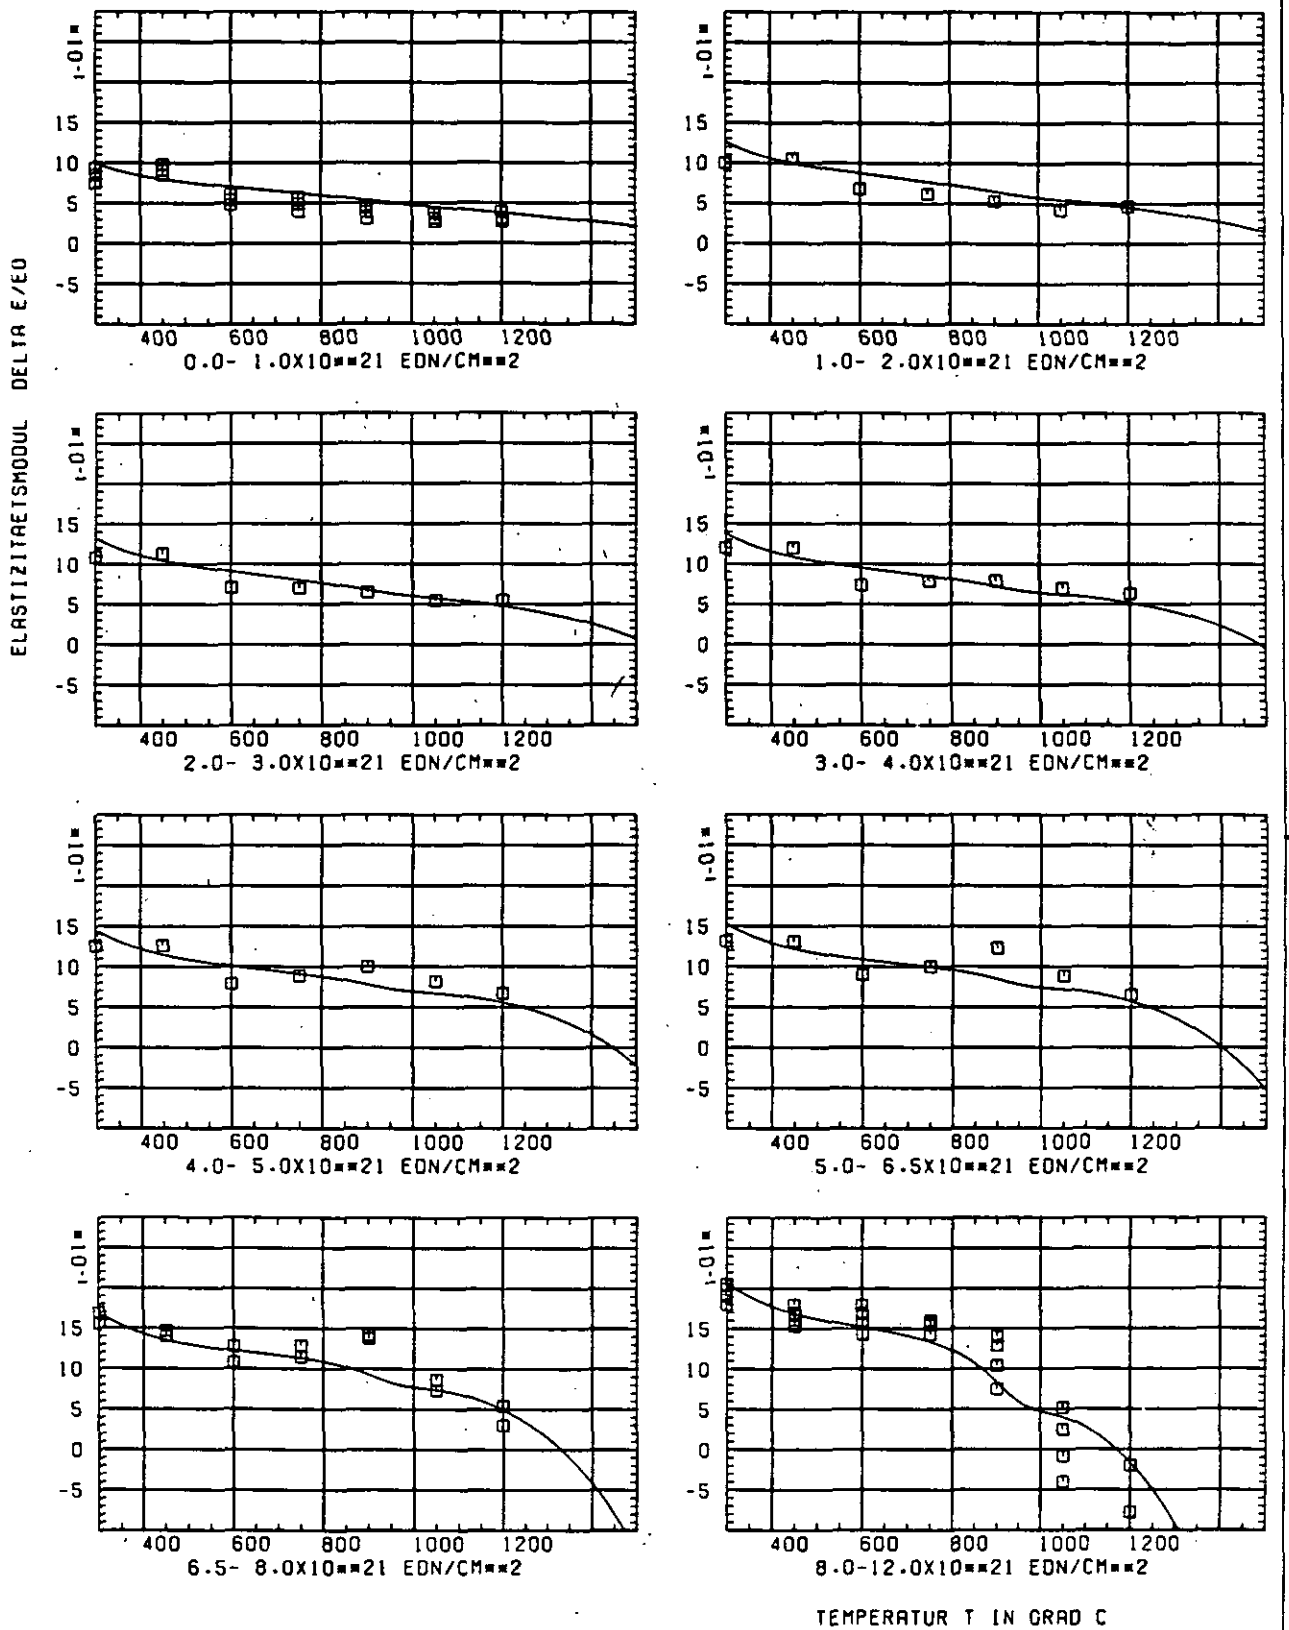 ELASTIZITAETSMODUL DELTA E/E0
*10-1
15
10
5
0
-5
400 600 800 1000 1200
0.0- 1.0X10**21 EDN/CM**2
*10-1
15
10
5
0
-5
400 600 800 1000 1200
1.0- 2.0X10**21 EDN/CM**2
*10-1
15
10
5
0
-5
400 600 800 1000 1200
2.0- 3.0X10**21 EDN/CM**2
*10-1
15
10
5
0
-5
400 600 800 1000 1200
3.0- 4.0X10**21 EDN/CM**2
*10-1
15
10
5
0
-5
400 600 800 1000 1200
4.0- 5.0X10**21 EDN/CM**2
*10-1
15
10
5
0
-5
400 600 800 1000 1200
5.0- 6.5X10**21 EDN/CM**2
*10-1
15
10
5
0
-5
400 600 800 1000 1200
6.5- 8.0X10**21 EDN/CM**2
*10-1
15
10
5
0
-5
400 600 800 1000 1200
8.0-12.0X10**21 EDN/CM**2
TEMPERATUR T IN GRAD C